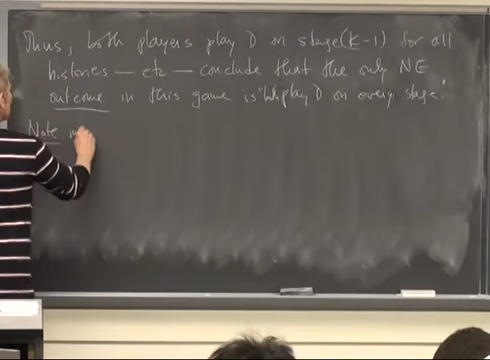 Thus, both players play D on stage (k-1) for all
histories — etc — conclude that the only NE
outcome in this game is "both play D on every stage."
Note: